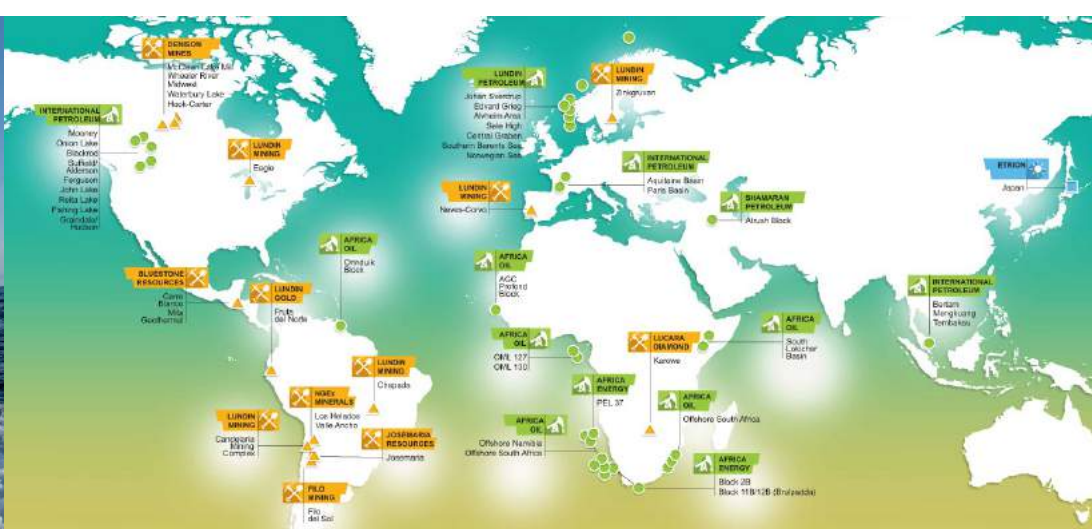 DENISON
MINES
McClean Lake Mill
Wheeler River
Midwest
Waterbury Lake
Hook-Carter
INTERNATIONAL
PETROLEUM
Mooney
Onion Lake
Blackrod
Suffield/
Alderson
Ferguson
John Lake
Reita Lake
Fishing Lake
Hudson
LUNDIN
MINING
Eagle
LUNDIN
PETROLEUM
Johan Sverdrup
Edvard Grieg
Alvheim Area
Central Graben
Southern Barents Sea
Norwegian Sea
LUNDIN
MINING
Zinkgruvan
LUNDIN
MINING
Neves-Corvo
INTERNATIONAL
PETROLEUM
Aquitaine Basin
Paris Basin
SHAMARAN
PETROLEUM
Atrush Block
ETRION
Japan
BLUESTONE
RESOURCES
Cerro
Blanco
Mita
Geothermal
LUNDIN
GOLD
Fruta
del Norte
AFRICA
OIL
Block
AFRICA
OIL
AGC
Profond
Block
AFRICA
OIL
OML 127
OML 130
LUCARA
DIAMOND
Karowe
AFRICA
OIL
South
Lokichar
Basin
INTERNATIONAL
PETROLEUM
Bertam
Mengkuang
Tembakau
LUNDIN
MINING
Chapada
NGEx
MINERALS
Los Helados
Valle Ancho
LUNDIN
MINING
Candelaria
Mining
Complex
JOSEMARIA
RESOURCES
Josemaria
FILO
MINING
Filo
del Sol
AFRICA
ENERGY
PEL 37
AFRICA
OIL
Offshore Namibia
Offshore South Africa
AFRICA
OIL
Offshore South Africa
AFRICA
ENERGY
Block 2B
Block 11B/12B (Brulpadda)